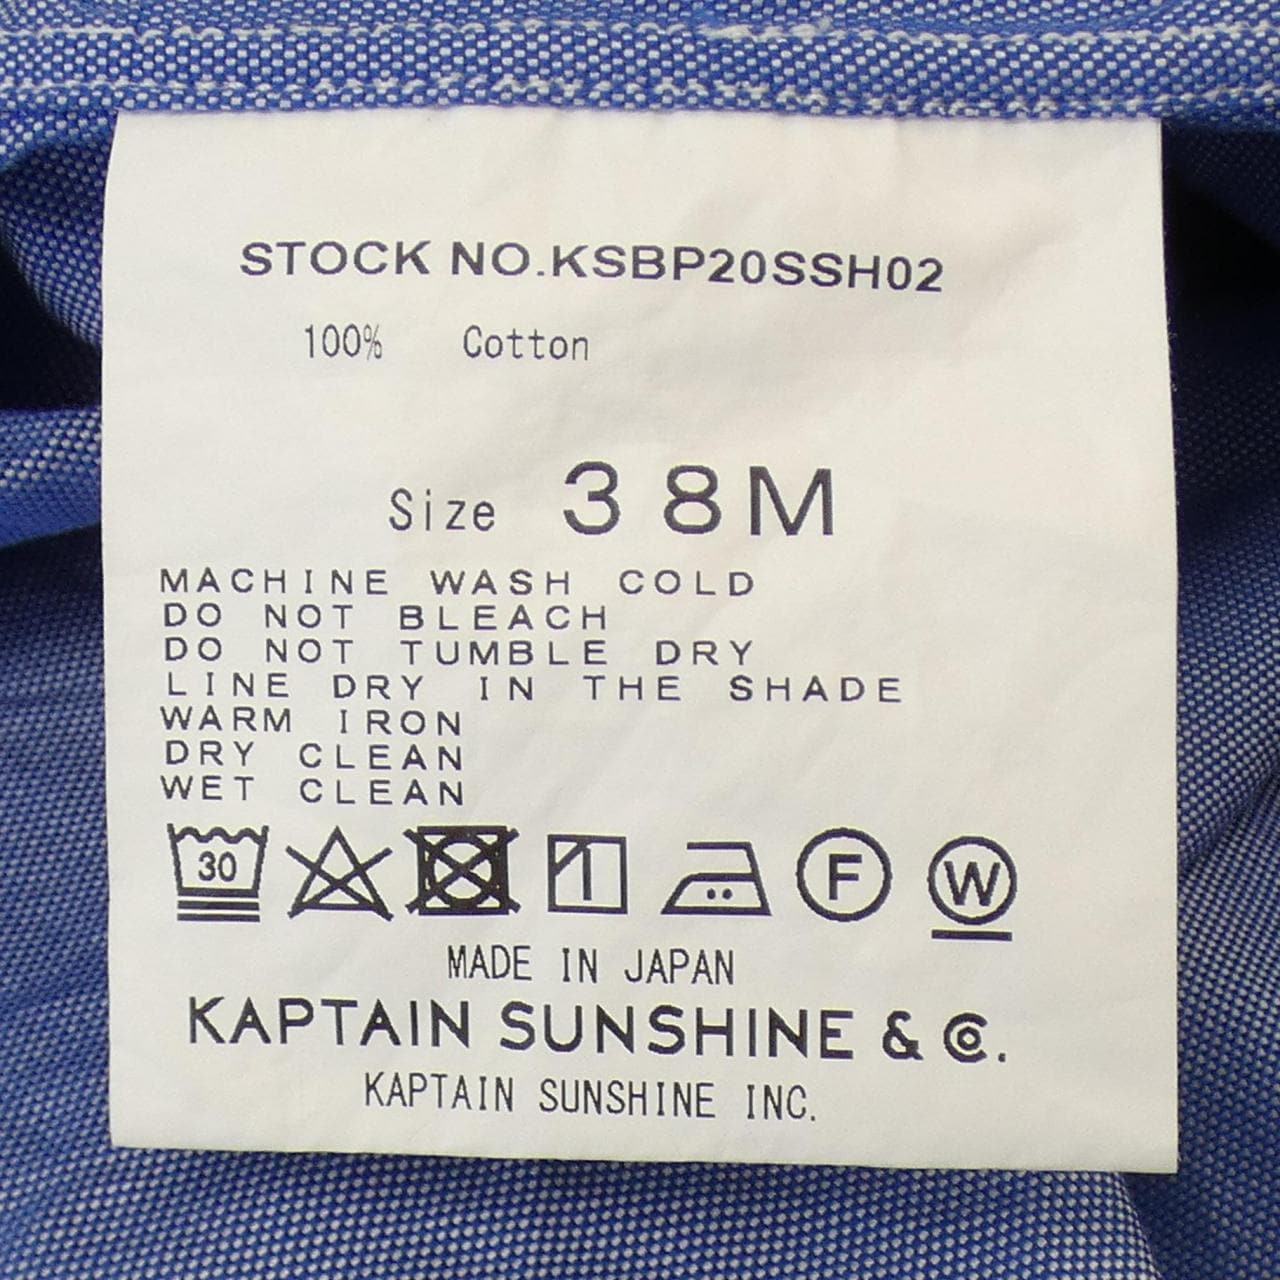 STOCK NO.KSBP20SSH02
100% Cotton
Size 38M
MACHINE WASH COLD
DO NOT BLEACH
DO NOT TUMBLE DRY
LINE DRY IN THE SHADE
WARM IRON
DRY CLEAN
WET CLEAN
30 F W
MADE IN JAPAN
KAPTAIN SUNSHINE & Co.
KAPTAIN SUNSHINE INC.